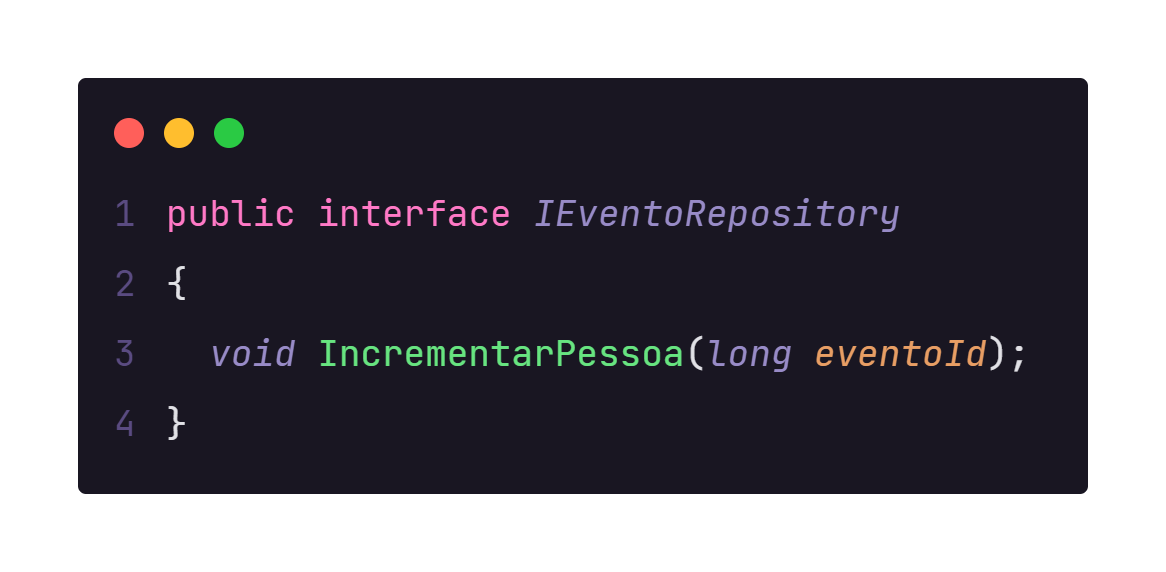 1 public interface IEventoRepository
2 {
3   void IncrementarPessoa(long eventoId);
4 }